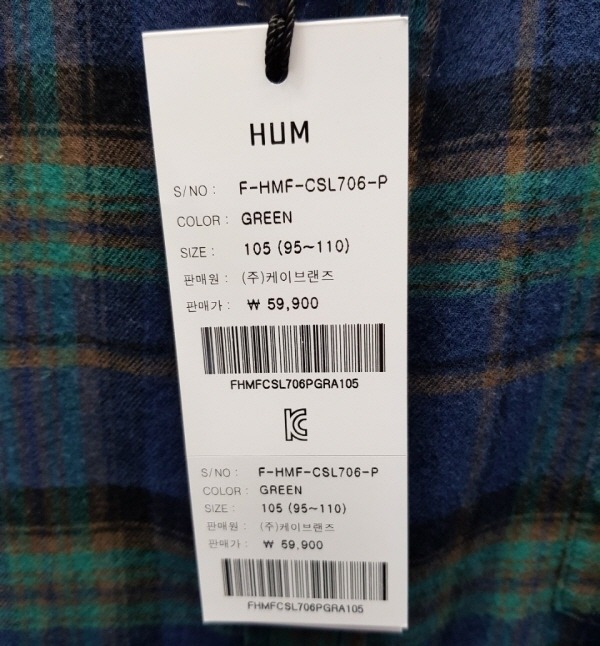 HUM
S/NO : F-HMF-CSL706-P
COLOR : GREEN
SIZE : 105 (95~110)
판매원 : (주)케이브랜즈
판매가 : ₩ 59,900
FHMFCSL706PGRA105
KC
S/NO : F-HMF-CSL706-P
COLOR : GREEN
SIZE : 105 (95~110)
판매원 : (주)케이브랜즈
판매가 : ₩ 59,900
FHMFCSL706PGRA105